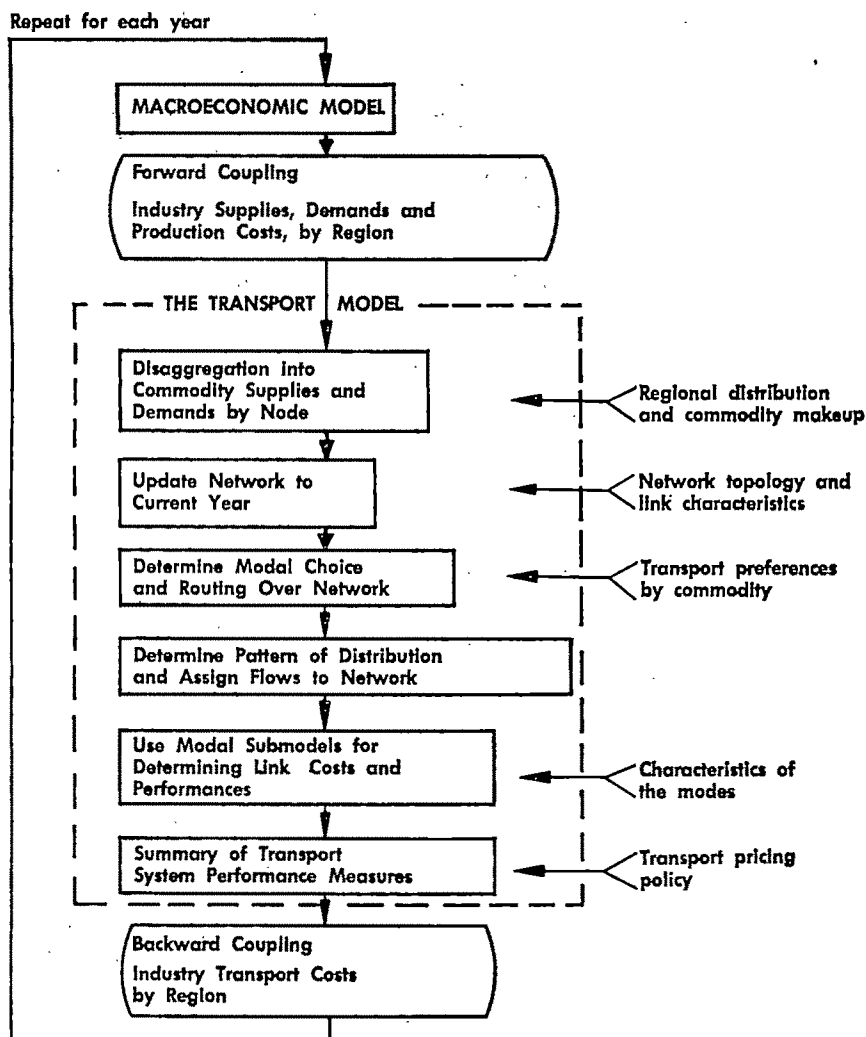 Repeat for each year
MACROECONOMIC MODEL
Forward Coupling
Industry Supplies, Demands and
Production Costs, by Region
THE TRANSPORT MODEL
Disaggregation into
Commodity Supplies and
Demands by Node
Regional distribution
and commodity makeup
Update Network to
Current Year
Network topology and
link characteristics
Determine Modal Choice
and Routing Over Network
Transport preferences
by commodity
Determine Pattern of Distribution
and Assign Flows to Network
Use Modal Submodels for
Determining Link Costs and
Performances
Characteristics of
the modes
Summary of Transport
System Performance Measures
Transport pricing
policy
Backward Coupling
Industry Transport Costs
by Region